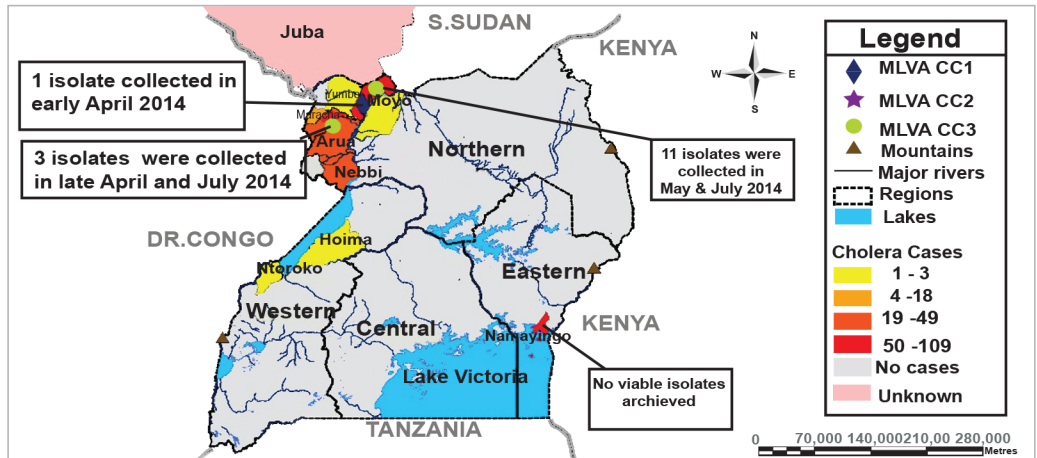 Juba
S.SUDAN
KENYA
N
W E
S
1 isolate collected in
early April 2014
Yumbe
Moyo
Maracha
Arua
3 isolates were collected
in late April and July 2014
Nebbi
Northern
11 isolates were
collected in
May & July 2014
DR.CONGO
Hoima
Ntoroko
Eastern
Western
Central
Namayingo
KENYA
Lake Victoria
No viable isolates
archieved
TANZANIA
Legend
MLVA CC1
MLVA CC2
MLVA CC3
Mountains
Major rivers
Regions
Lakes
Cholera Cases
1 - 3
4 -18
19 -49
50 -109
No cases
Unknown
0 70,000 140,000210,00 280,000
Metres